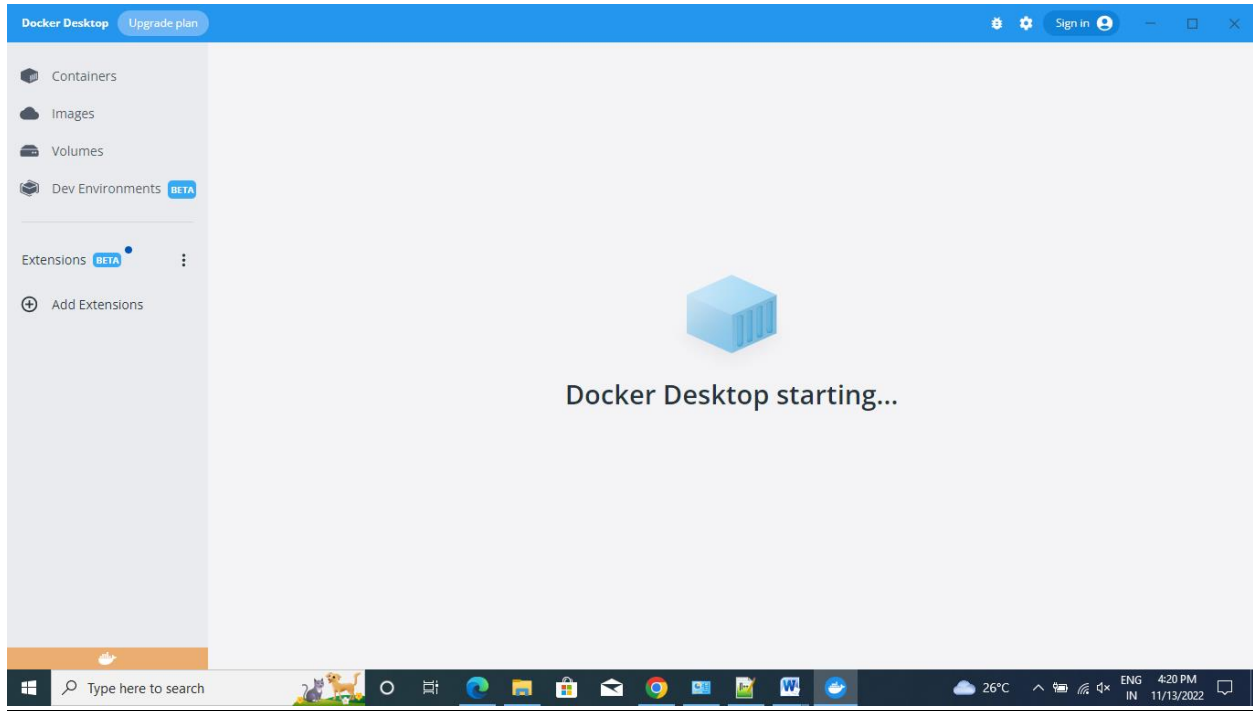 Docker Desktop Upgrade plan Sign in
Containers
Images
Volumes
Dev Environments BETA
Extensions BETA
Add Extensions
Docker Desktop starting...
Type here to search 26°C ENG 4:20 PM
IN 11/13/2022